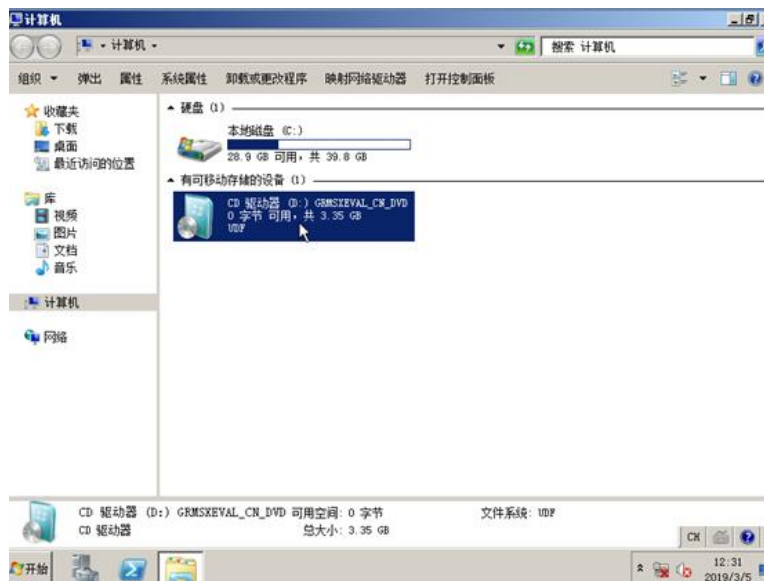 计算机
计算机
搜索 计算机
组织 弹出 属性 系统属性 卸载或更改程序 映射网络驱动器 打开控制面板
收藏夹
下载
桌面
最近访问的位置
库
视频
图片
文档
音乐
计算机
网络
硬盘 (1)
本地磁盘 (C:)
28.9 GB 可用，共 39.8 GB
有可移动存储的设备 (1)
CD 驱动器 (D:) GRMSXEVAL_CN_DVD
0 字节 可用，共 3.35 GB
UDF
CD 驱动器 (D:) GRMSXEVAL_CN_DVD 可用空间: 0 字节 文件系统: UDF
CD 驱动器 总大小: 3.35 GB
CH
开始
12:31
2019/3/5